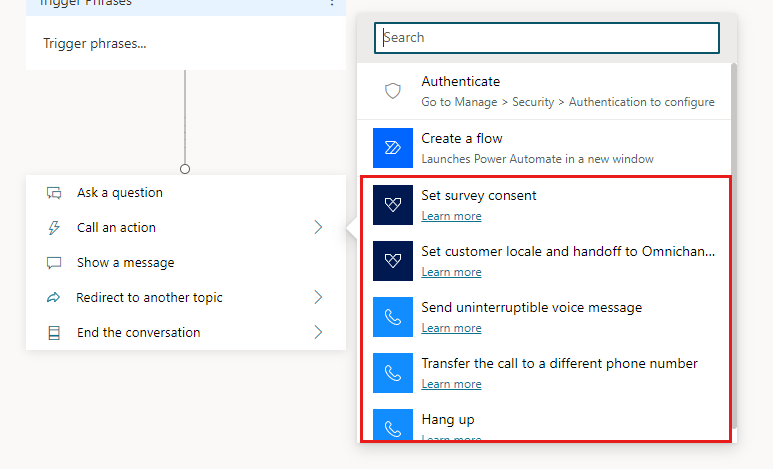 Trigger Phrases
Trigger phrases...
Ask a question
Call an action
Show a message
Redirect to another topic
End the conversation
Search
Authenticate
Go to Manage > Security > Authentication to configure
Create a flow
Launches Power Automate in a new window
Set survey consent
Learn more
Set customer locale and handoff to Omnichan...
Learn more
Send uninterruptible voice message
Learn more
Transfer the call to a different phone number
Learn more
Hang up
Learn more